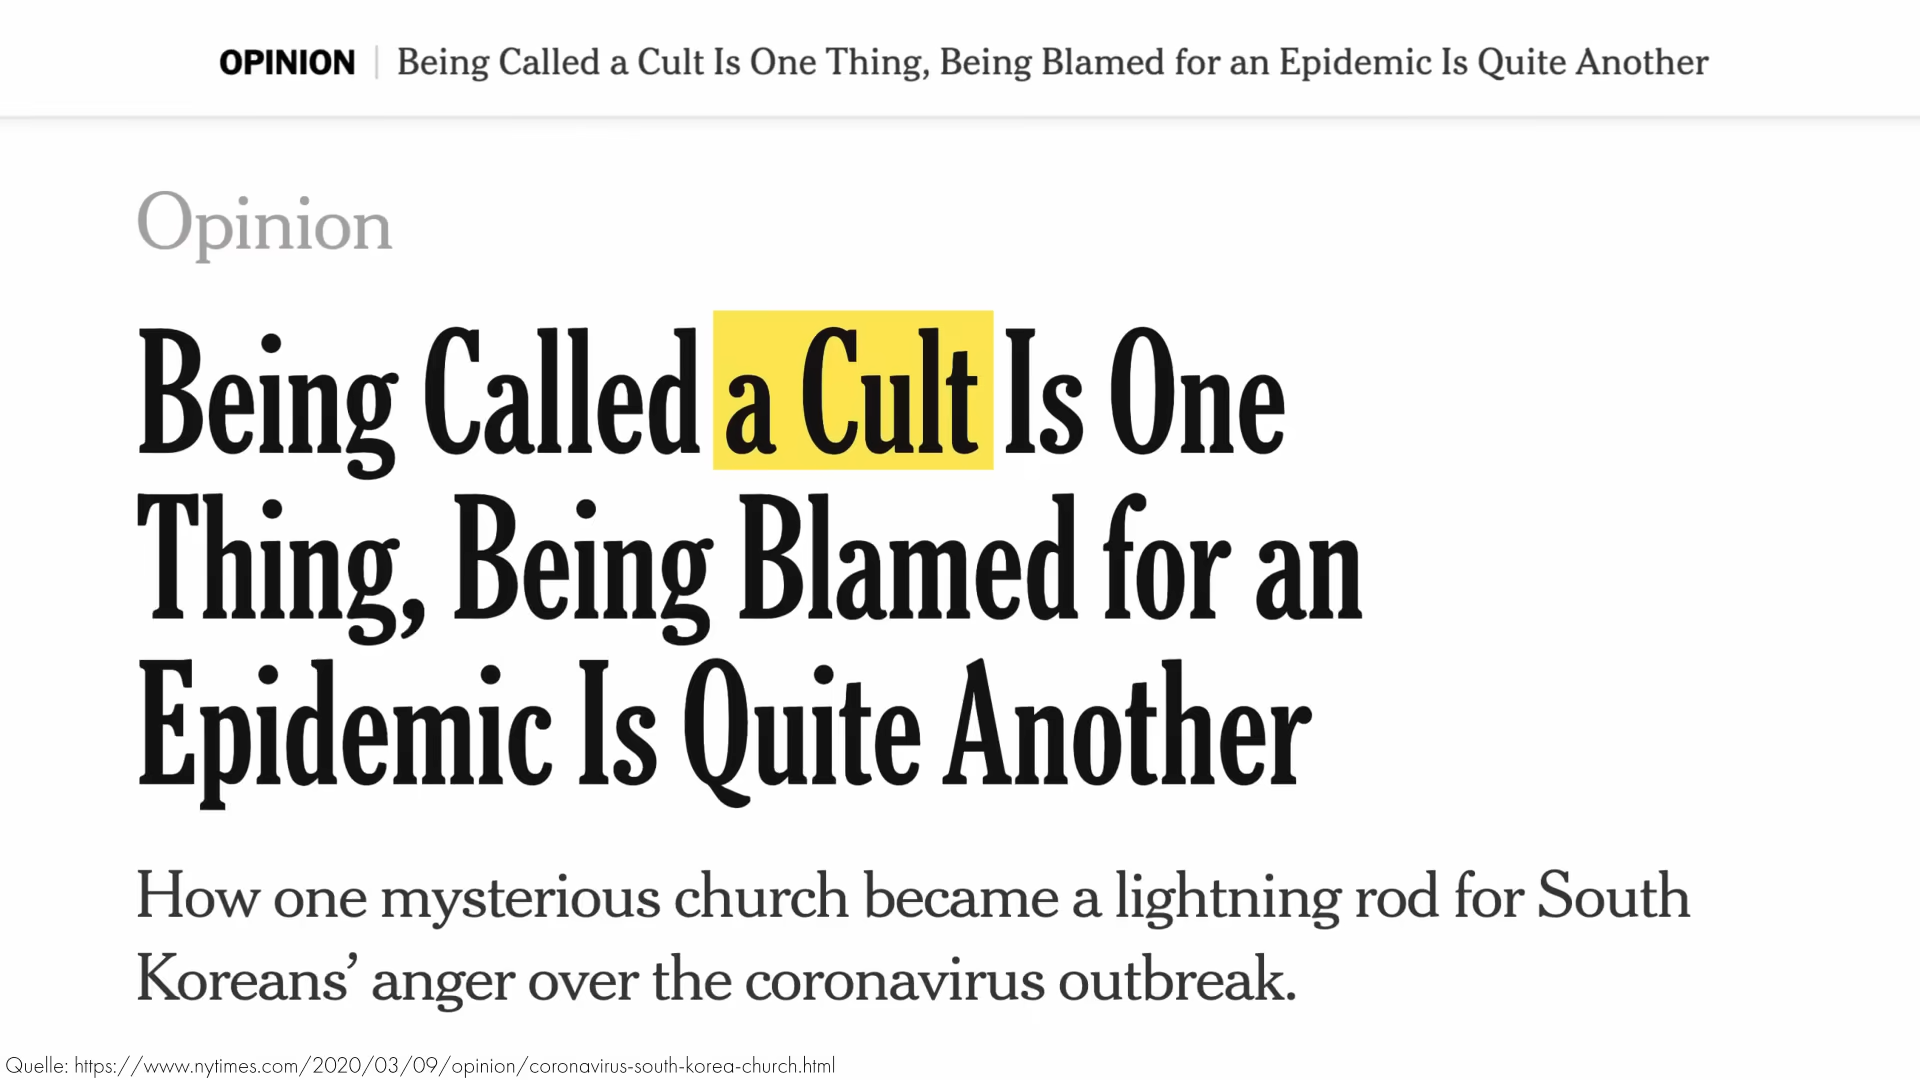 OPINION | Being Called a Cult Is One Thing, Being Blamed for an Epidemic Is Quite Another
Opinion
Being Called a Cult Is One
Thing, Being Blamed for an
Epidemic Is Quite Another
How one mysterious church became a lightning rod for South
Koreans’ anger over the coronavirus outbreak.
Quelle: https://www.nytimes.com/2020/03/09/opinion/coronavirus-south-korea-church.html